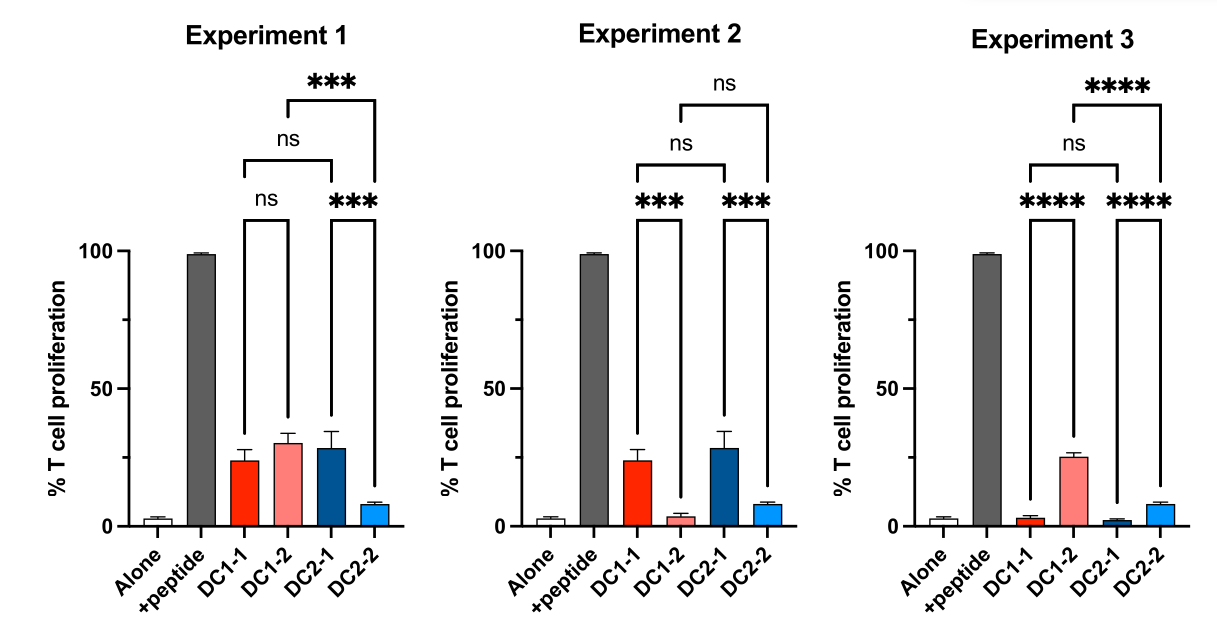 Experiment 1
***
ns
ns
***
% T cell proliferation
100
50
0
Alone
+peptide
DC1-1
DC1-2
DC2-1
DC2-2
Experiment 2
ns
ns
***
***
% T cell proliferation
100
50
0
Alone
+peptide
DC1-1
DC1-2
DC2-1
DC2-2
Experiment 3
****
ns
****
****
% T cell proliferation
100
50
0
Alone
+peptide
DC1-1
DC1-2
DC2-1
DC2-2